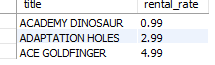 title rental_rate
ACADEMY DINOSAUR 0.99
ADAPTATION HOLES 2.99
ACE GOLDFINGER 4.99